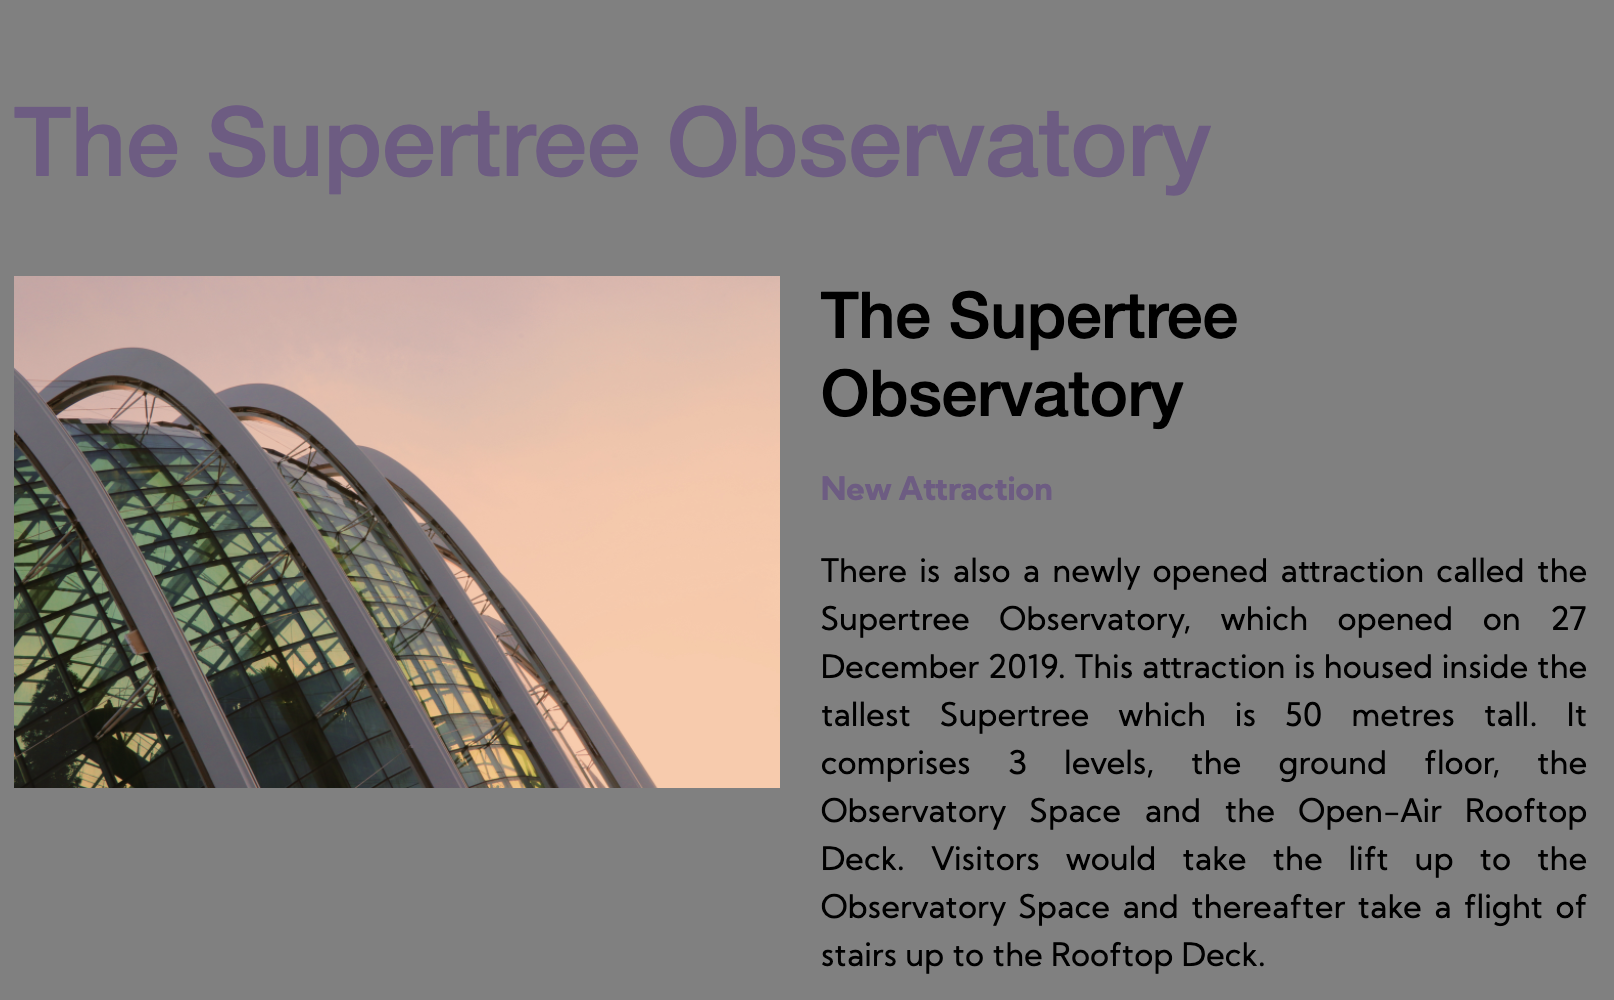 The Supertree Observatory
The Supertree
Observatory
New Attraction
There is also a newly opened attraction called the
Supertree Observatory, which opened on 27
December 2019. This attraction is housed inside the
tallest Supertree which is 50 metres tall. It
comprises 3 levels, the ground floor, the
Observatory Space and the Open-Air Rooftop
Deck. Visitors would take the lift up to the
Observatory Space and thereafter take a flight of
stairs up to the Rooftop Deck.